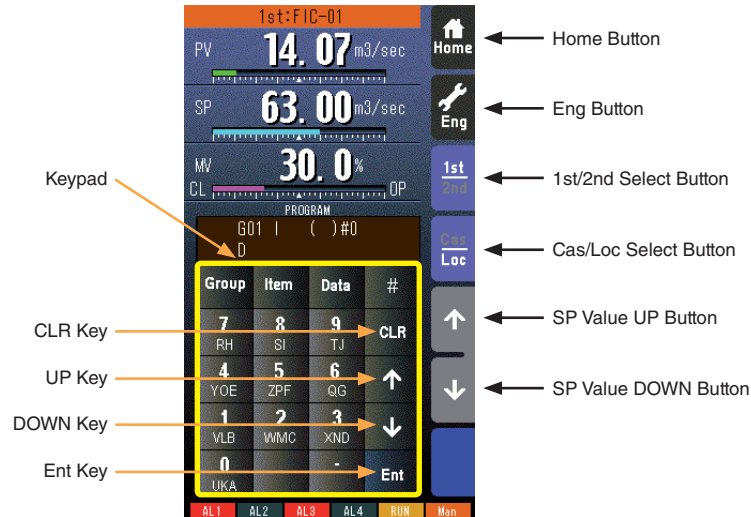 1st:FIC-01
PV 14.07 m3/sec
SP 63.00 m3/sec
MV 30.0 %
CL OP
PROGRAM
G01 I ( )#0
D
Group Item Data #
7 8 9 CLR
RH SI TJ
4 5 6
YOE ZPF QG
1 2 3
VLB WMC XND
0 - Ent
UKA
AL1 AL2 AL3 AL4 RUN Man
Home
Eng
1st
2nd
Cas
Loc
Keypad
CLR Key
UP Key
DOWN Key
Ent Key
Home Button
Eng Button
1st/2nd Select Button
Cas/Loc Select Button
SP Value UP Button
SP Value DOWN Button